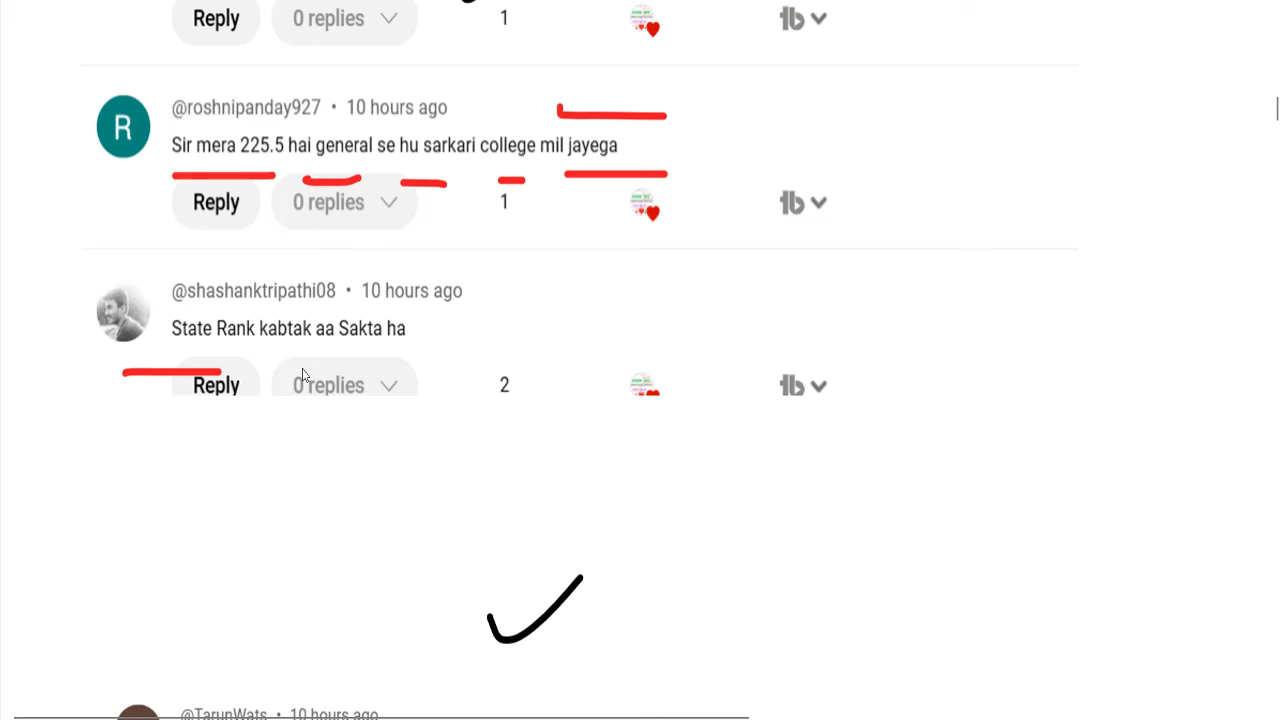 Reply 0 replies 1
@roshnipanday927 • 10 hours ago
Sir mera 225.5 hai general se hu sarkari college mil jayega
Reply 0 replies 1
@shashanktripathi08 • 10 hours ago
State Rank kabtak aa Sakta ha
Reply 0 replies 2
@TarunWats • 10 hours ago